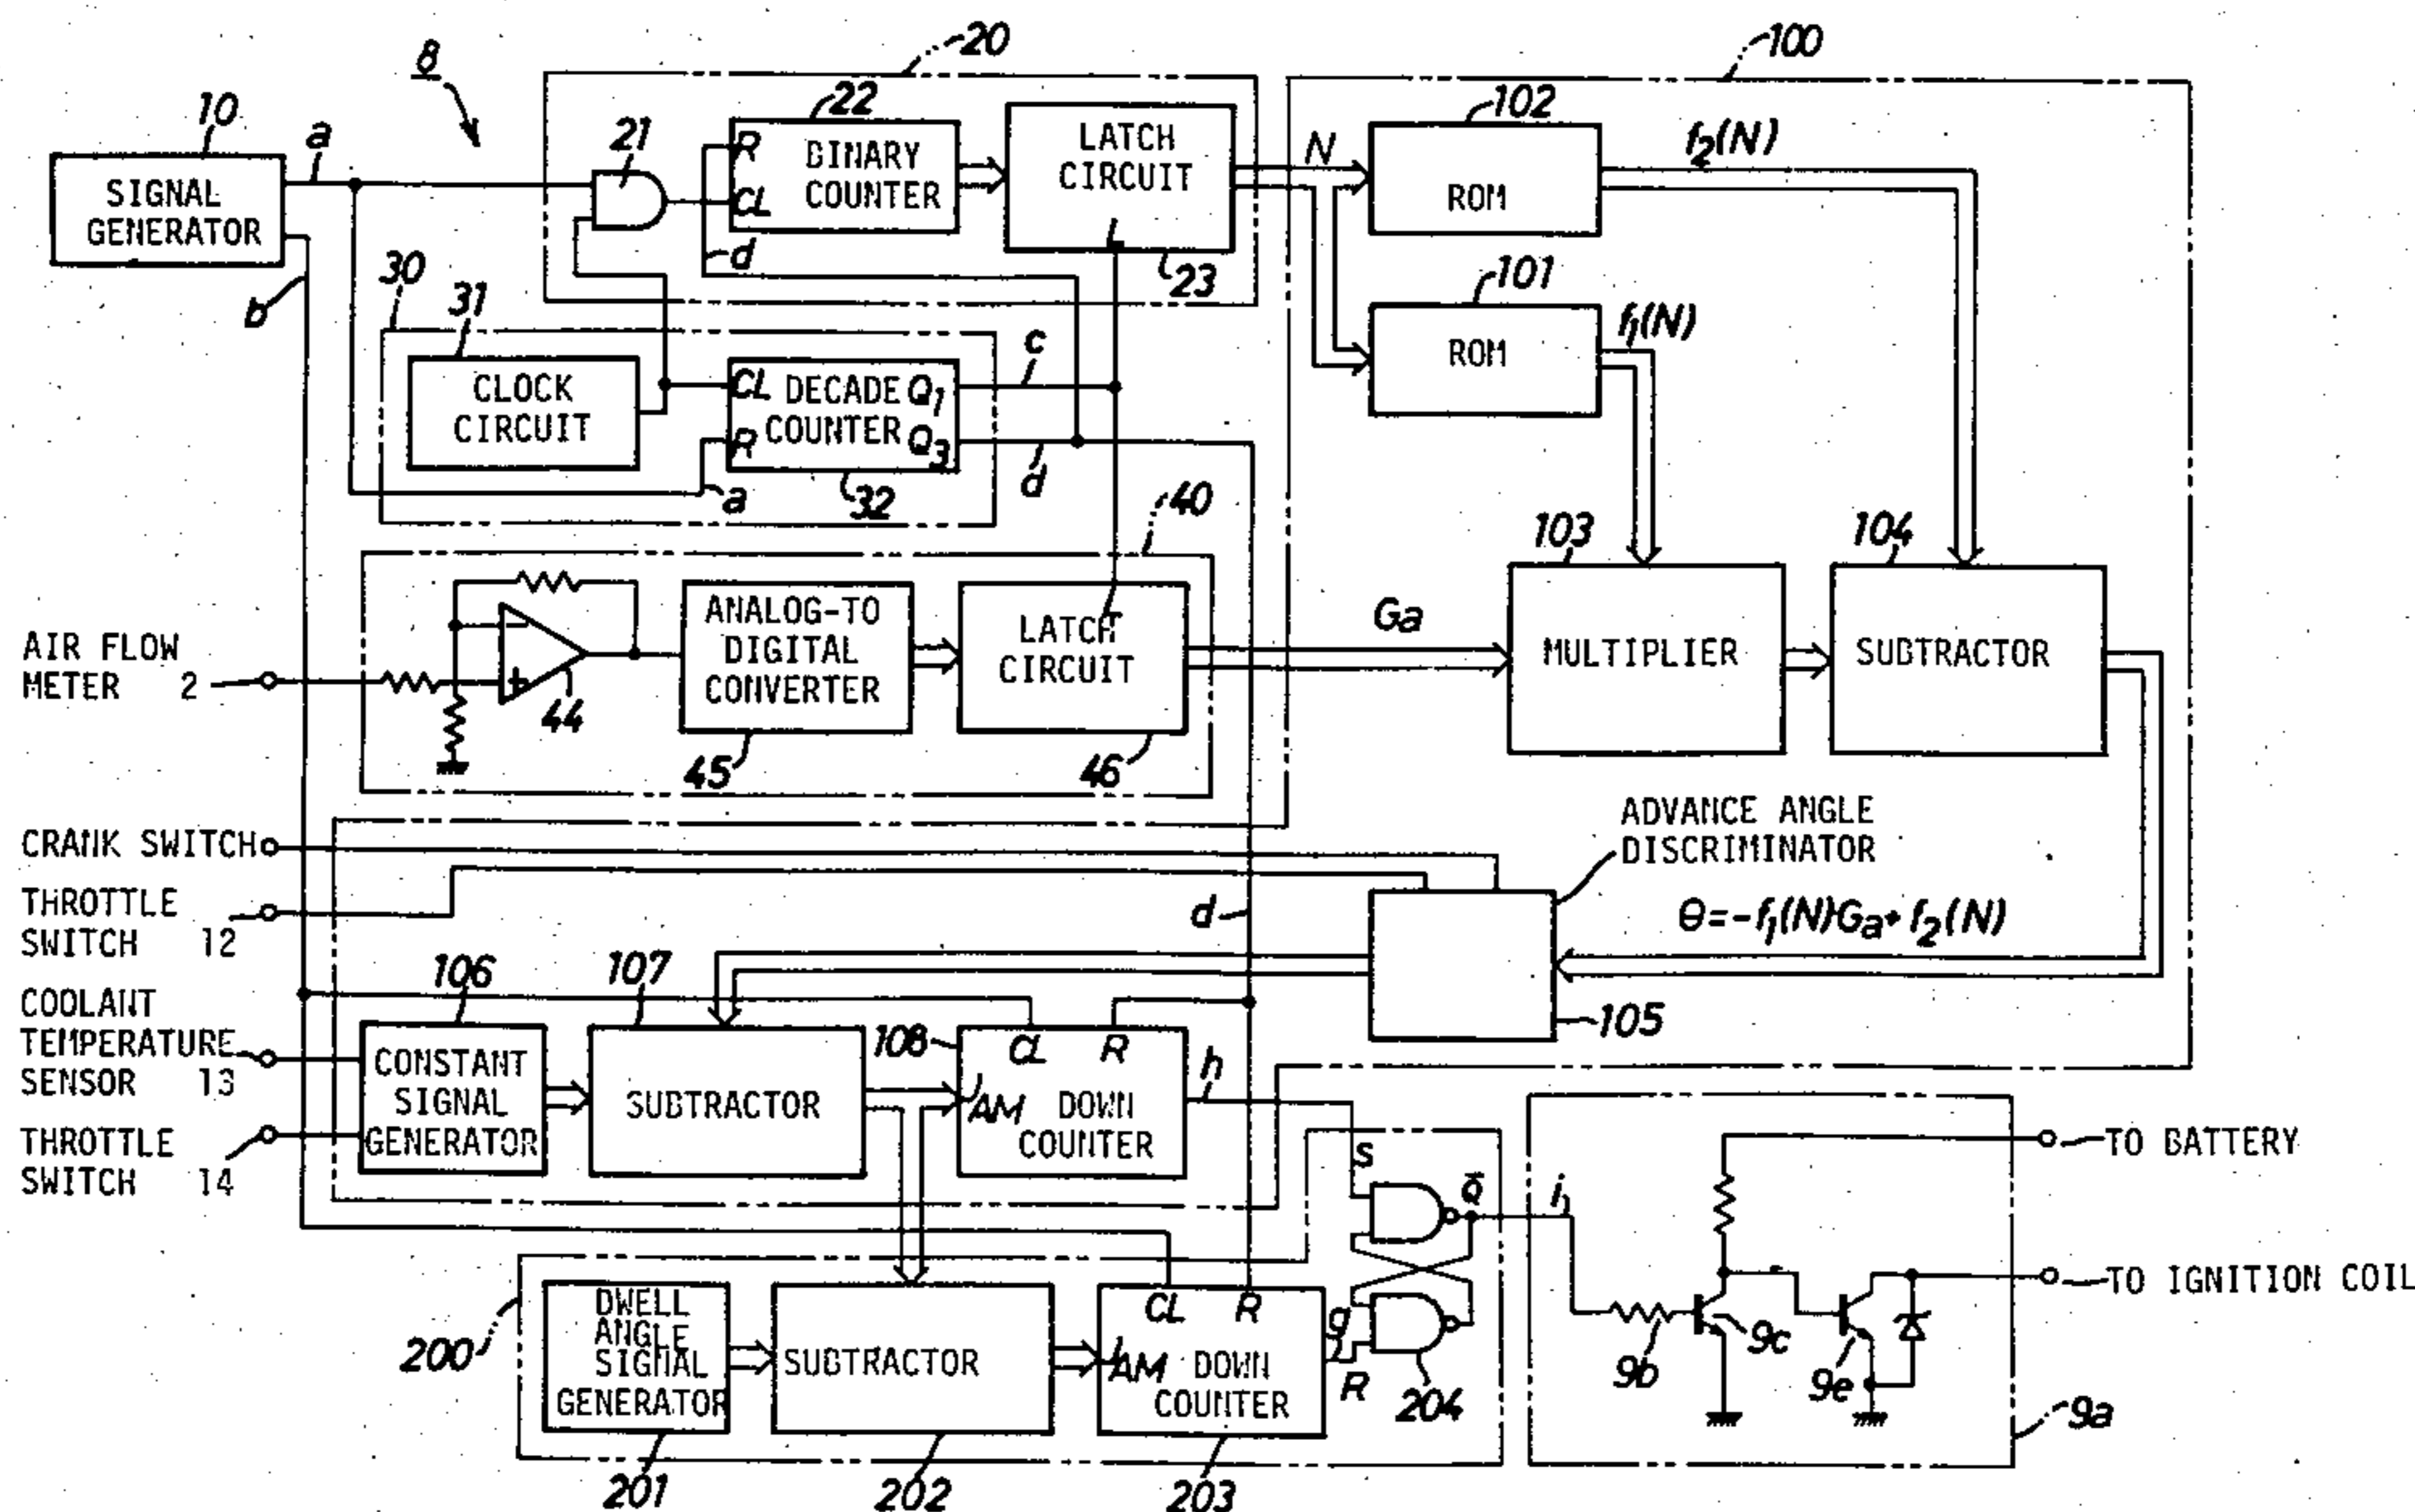 8
20
100
10
a
21
22
102
SIGNAL
GENERATOR
R
CL
BINARY
COUNTER
LATCH
CIRCUIT
L
N
ROM
f2(N)
b
30
31
d
23
101
CLOCK
CIRCUIT
CL
R
DECADE
COUNTER
Q1
Q3
c
d
ROM
f1(N)
a
32
40
103
104
AIR FLOW
METER 2
44
ANALOG-TO
DIGITAL
CONVERTER
LATCH
CIRCUIT
L
Ga
MULTIPLIER
SUBTRACTOR
45
46
CRANK SWITCH
ADVANCE ANGLE
DISCRIMINATOR
THROTTLE
SWITCH 12
d
θ=-f1(N)Ga+f2(N)
106
107
COOLANT
TEMPERATURE
SENSOR 13
105
108
CL
R
CONSTANT
SIGNAL
GENERATOR
SUBTRACTOR
JAM
DOWN
COUNTER
h
THROTTLE
SWITCH 14
S
Q̄
i
TO BATTERY
TO IGNITION COIL
200
DWELL
ANGLE
SIGNAL
GENERATOR
SUBTRACTOR
CL
R
JAM
DOWN
COUNTER
g
R
204
9b
9c
9e
9a
201
202
203